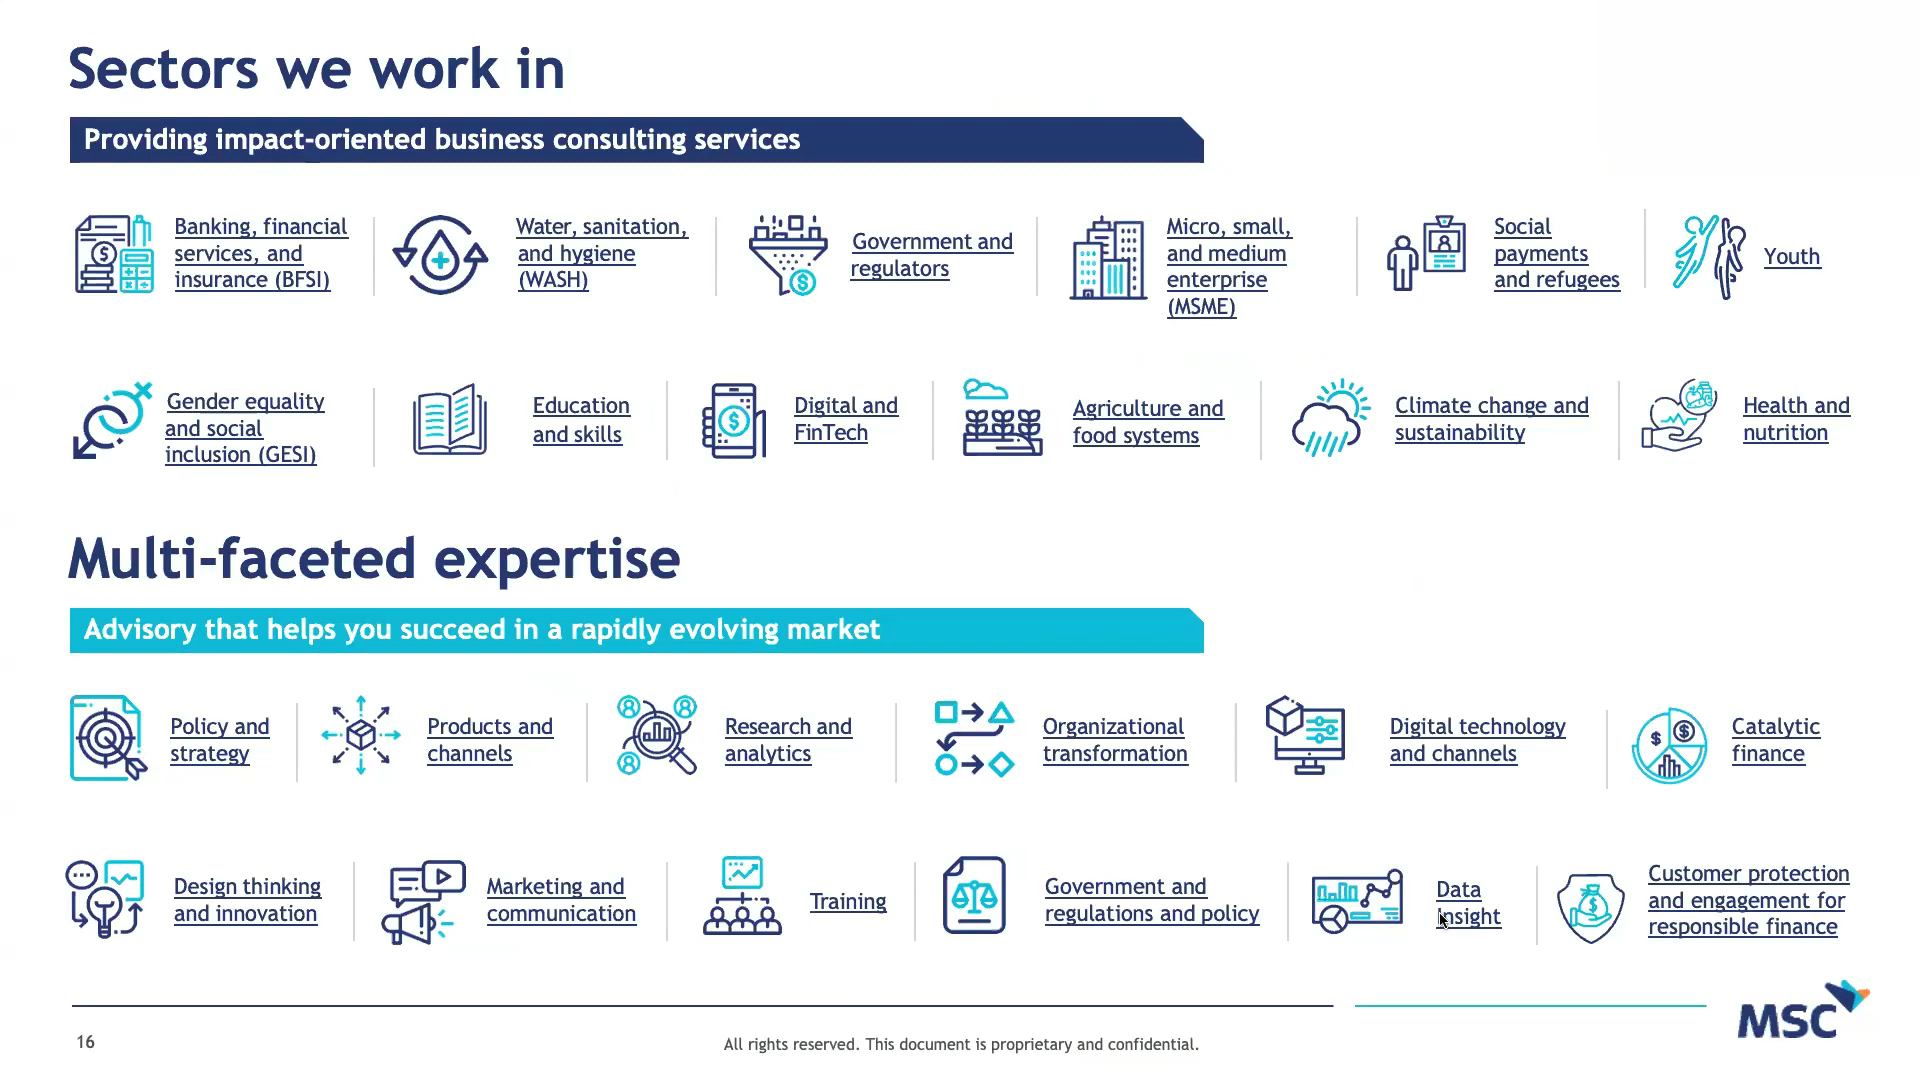 Sectors we work in
Providing impact-oriented business consulting services
Banking, financial
services, and
insurance (BFSI)
Water, sanitation,
and hygiene
(WASH)
Government and
regulators
Micro, small,
and medium
enterprise
(MSME)
Social
payments
and refugees
Youth
Gender equality
and social
inclusion (GESI)
Education
and skills
Digital and
FinTech
Agriculture and
food systems
Climate change and
sustainability
Health and
nutrition
Multi-faceted expertise
Advisory that helps you succeed in a rapidly evolving market
Policy and
strategy
Products and
channels
Research and
analytics
Organizational
transformation
Digital technology
and channels
Catalytic
finance
Design thinking
and innovation
Marketing and
communication
Training
Government and
regulations and policy
Data
insight
Customer protection
and engagement for
responsible finance
MSC
16
All rights reserved. This document is proprietary and confidential.